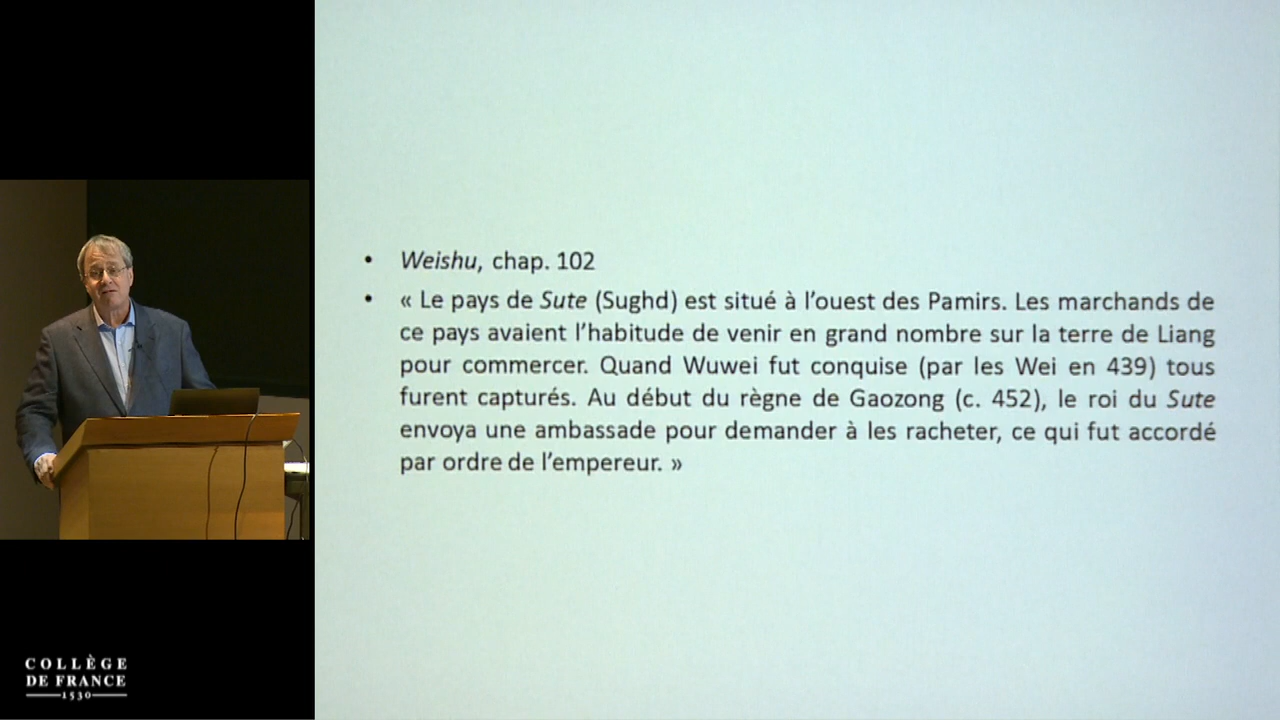 • Weishu, chap. 102
• « Le pays de Sute (Sughd) est situé à l’ouest des Pamirs. Les marchands de
ce pays avaient l’habitude de venir en grand nombre sur la terre de Liang
pour commercer. Quand Wuwei fut conquise (par les Wei en 439) tous
furent capturés. Au début du règne de Gaozong (c. 452), le roi du Sute
envoya une ambassade pour demander à les racheter, ce qui fut accordé
par ordre de l’empereur. »
COLLÈGE
DE FRANCE
1530